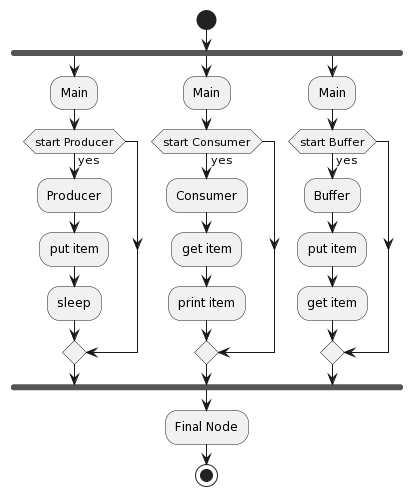 Main
Main
Main
start Producer
start Consumer
start Buffer
yes
yes
yes
Producer
Consumer
Buffer
put item
get item
put item
sleep
print item
get item
Final Node